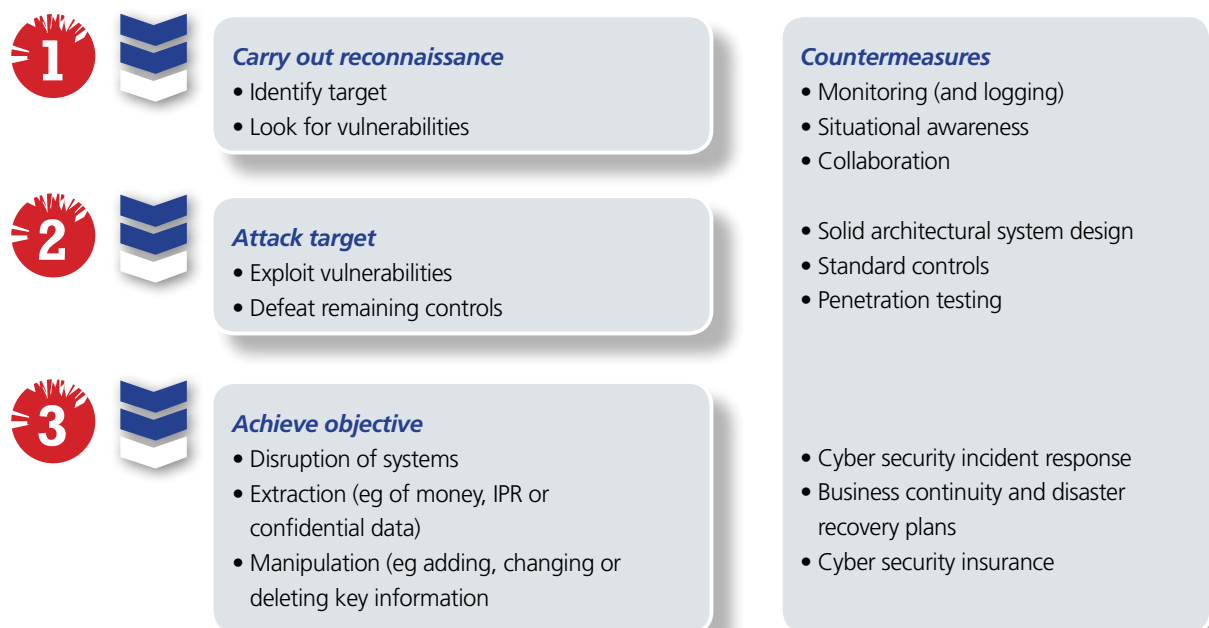 1
Carry out reconnaissance
• Identify target
• Look for vulnerabilities
2
Attack target
• Exploit vulnerabilities
• Defeat remaining controls
3
Achieve objective
• Disruption of systems
• Extraction (eg of money, IPR or
confidential data)
• Manipulation (eg adding, changing or
deleting key information
Countermeasures
• Monitoring (and logging)
• Situational awareness
• Collaboration
• Solid architectural system design
• Standard controls
• Penetration testing
• Cyber security incident response
• Business continuity and disaster
recovery plans
• Cyber security insurance